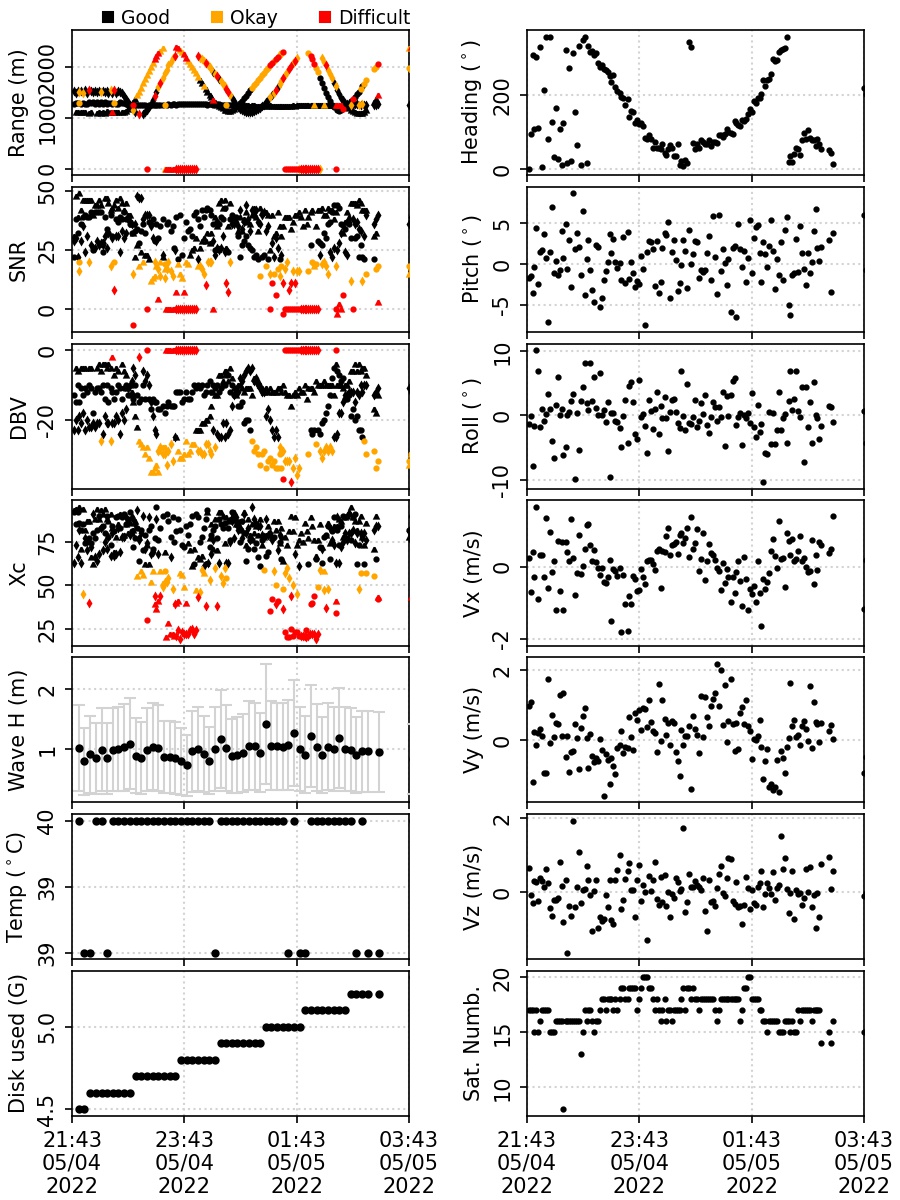 Good Okay Difficult
Range (m)
0
1000
2000
Heading (°)
0
200
SNR
0
25
50
Pitch (°)
-5
0
5
DBV
-20
0
Roll (°)
-10
0
10
Xc
25
50
75
Vx (m/s)
-2
0
Wave H (m)
1
2
Vy (m/s)
0
2
Temp (°C)
39
39
40
Vz (m/s)
0
2
Disk used (G)
4.5
5.0
Sat. Numb.
10
15
20
21:43 23:43 01:43 03:43
05/04 05/04 05/05 05/05
2022 2022 2022 2022
21:43 23:43 01:43 03:43
05/04 05/04 05/05 05/05
2022 2022 2022 2022